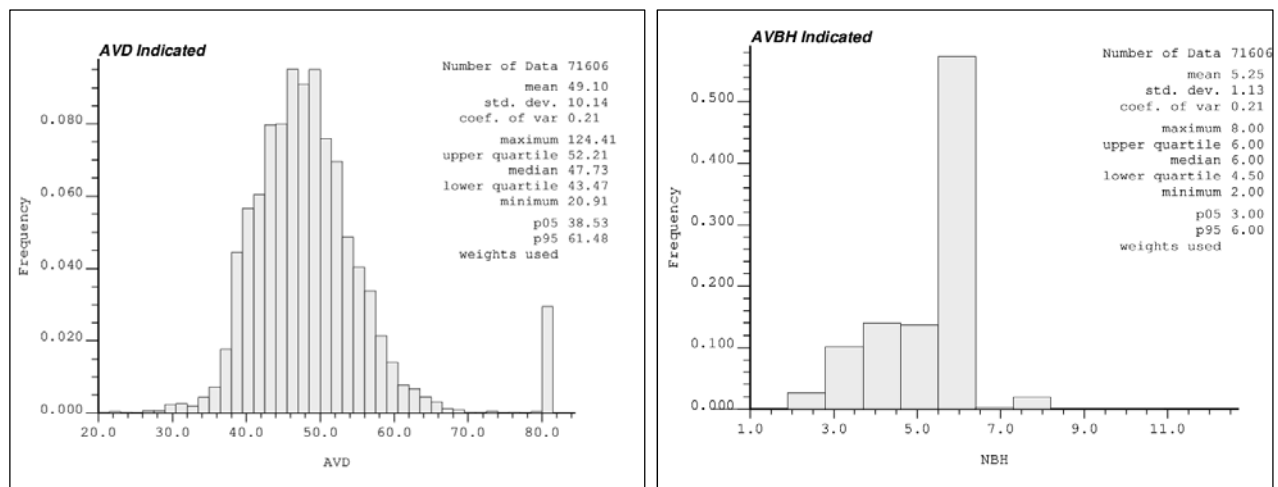 AVD Indicated
Number of Data 71606
mean 49.10
std. dev. 10.14
coef. of var 0.21
maximum 124.41
upper quartile 52.21
median 47.73
lower quartile 43.47
minimum 20.91
p05 38.53
p95 61.48
weights used
Frequency
0.080
0.060
0.040
0.020
0.000
20.0 30.0 40.0 50.0 60.0 70.0 80.0
AVD
AVBH Indicated
Number of Data 71606
mean 5.25
std. dev. 1.13
coef. of var 0.21
maximum 8.00
upper quartile 6.00
median 6.00
lower quartile 4.50
minimum 2.00
p05 3.00
p95 6.00
weights used
Frequency
0.500
0.400
0.300
0.200
0.100
0.000
1.0 3.0 5.0 7.0 9.0 11.0
NBH